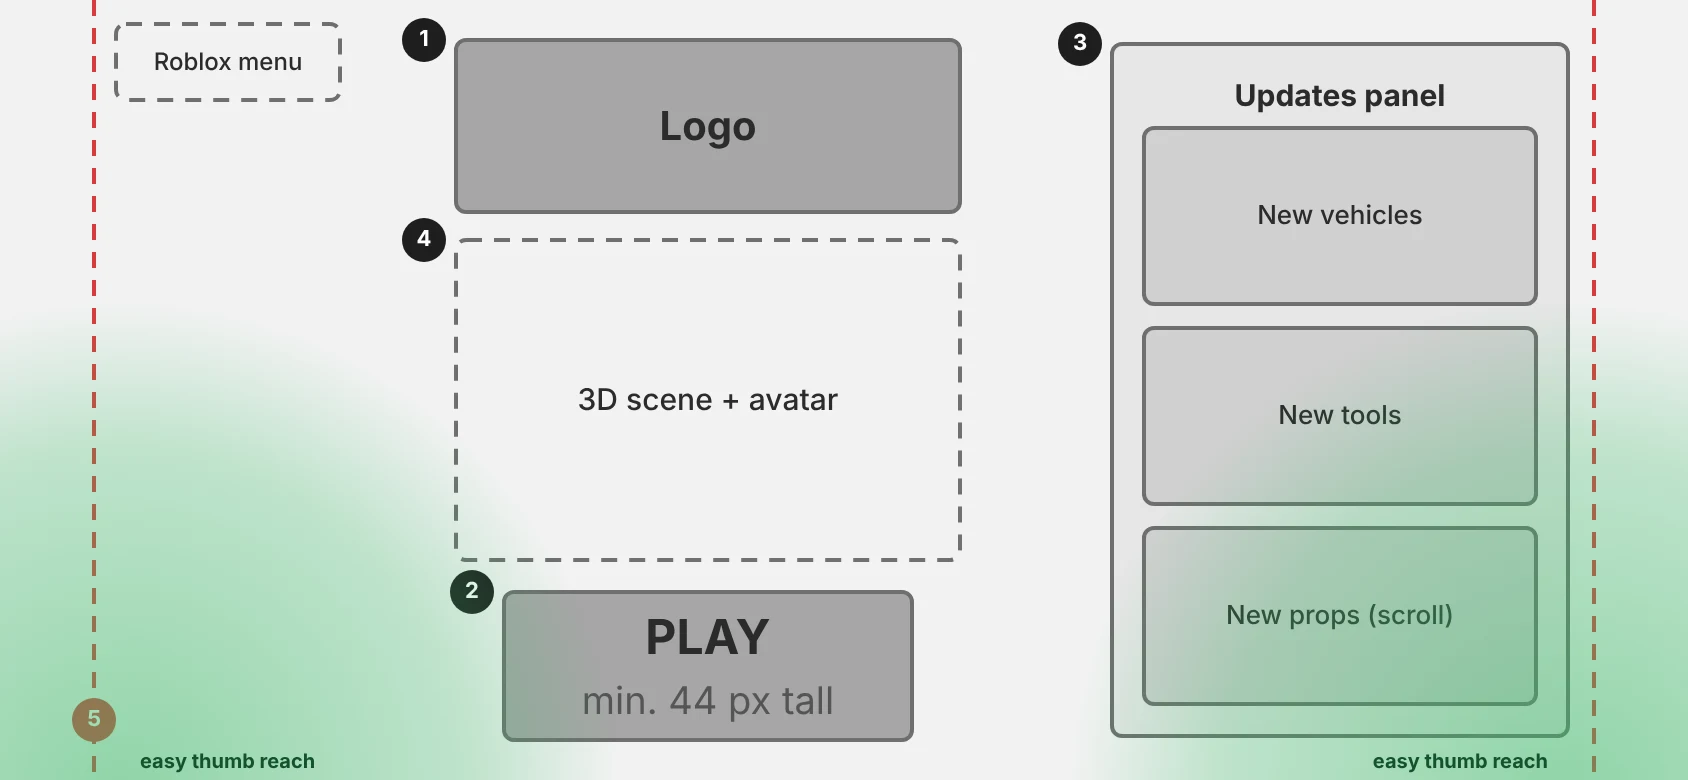 Roblox menu
1
Logo
4
3D scene + avatar
2
PLAY
min. 44 px tall
3
Updates panel
New vehicles
New tools
New props (scroll)
5
easy thumb reach
easy thumb reach